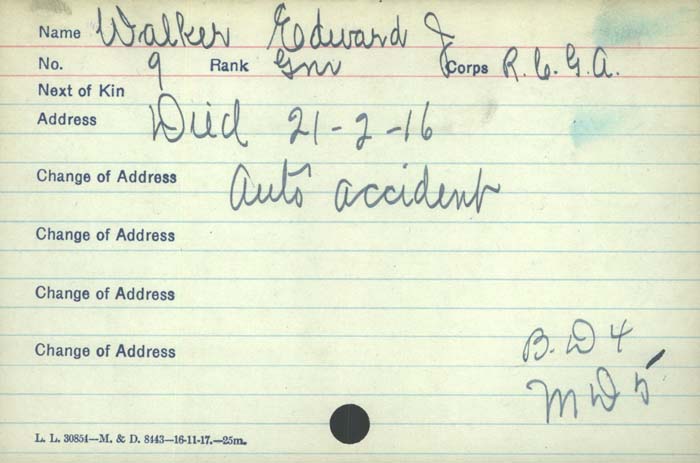 Name Walker Edward J
No. 9 Rank Gnr Corps R.C.G.A.
Next of Kin
Address Died 21-2-16
Change of Address Auto accident
Change of Address
Change of Address
Change of Address B.D 4
M D 5
L. L. 30854—M. & D. 8443—16-11-17.—25m.